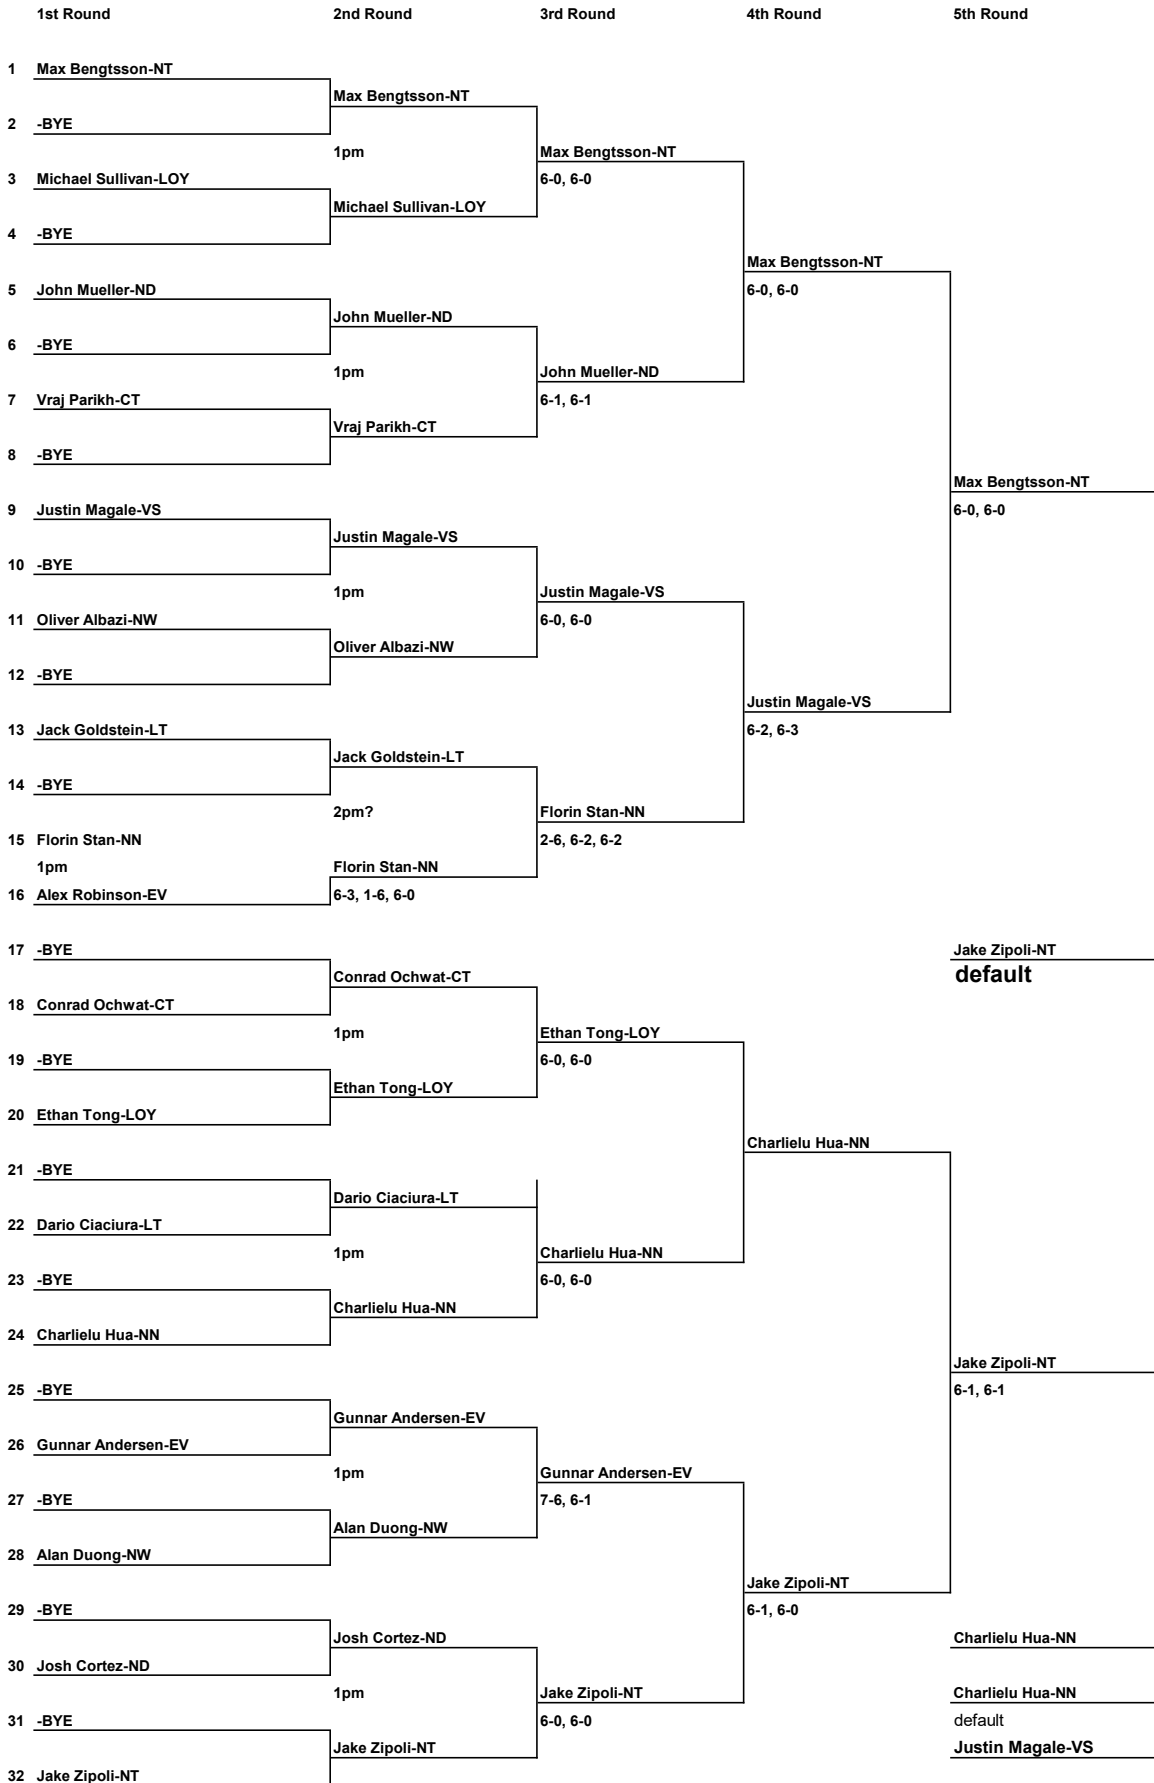 1st Round 2nd Round 3rd Round 4th Round 5th Round
1 Max Bengtsson-NT
Max Bengtsson-NT
2 -BYE
1pm Max Bengtsson-NT
3 Michael Sullivan-LOY 6-0, 6-0
Michael Sullivan-LOY
4 -BYE
Max Bengtsson-NT
5 John Mueller-ND 6-0, 6-0
John Mueller-ND
6 -BYE
1pm John Mueller-ND
7 Vraj Parikh-CT 6-1, 6-1
Vraj Parikh-CT
8 -BYE
Max Bengtsson-NT
9 Justin Magale-VS 6-0, 6-0
Justin Magale-VS
10 -BYE
1pm Justin Magale-VS
11 Oliver Albazi-NW 6-0, 6-0
Oliver Albazi-NW
12 -BYE
Justin Magale-VS
13 Jack Goldstein-LT 6-2, 6-3
Jack Goldstein-LT
14 -BYE
2pm? Florin Stan-NN
15 Florin Stan-NN 2-6, 6-2, 6-2
1pm Florin Stan-NN
16 Alex Robinson-EV 6-3, 1-6, 6-0
17 -BYE Jake Zipoli-NT
Conrad Ochwat-CT default
18 Conrad Ochwat-CT
1pm Ethan Tong-LOY
19 -BYE 6-0, 6-0
Ethan Tong-LOY
20 Ethan Tong-LOY
Charlielu Hua-NN
21 -BYE
Dario Ciaciura-LT
22 Dario Ciaciura-LT
1pm Charlielu Hua-NN
23 -BYE 6-0, 6-0
Charlielu Hua-NN
24 Charlielu Hua-NN
Jake Zipoli-NT
25 -BYE 6-1, 6-1
Gunnar Andersen-EV
26 Gunnar Andersen-EV
1pm Gunnar Andersen-EV
27 -BYE 7-6, 6-1
Alan Duong-NW
28 Alan Duong-NW
Jake Zipoli-NT
29 -BYE 6-1, 6-0
Josh Cortez-ND Charlielu Hua-NN
30 Josh Cortez-ND
1pm Jake Zipoli-NT Charlielu Hua-NN
31 -BYE 6-0, 6-0 default
Jake Zipoli-NT Justin Magale-VS
32 Jake Zipoli-NT